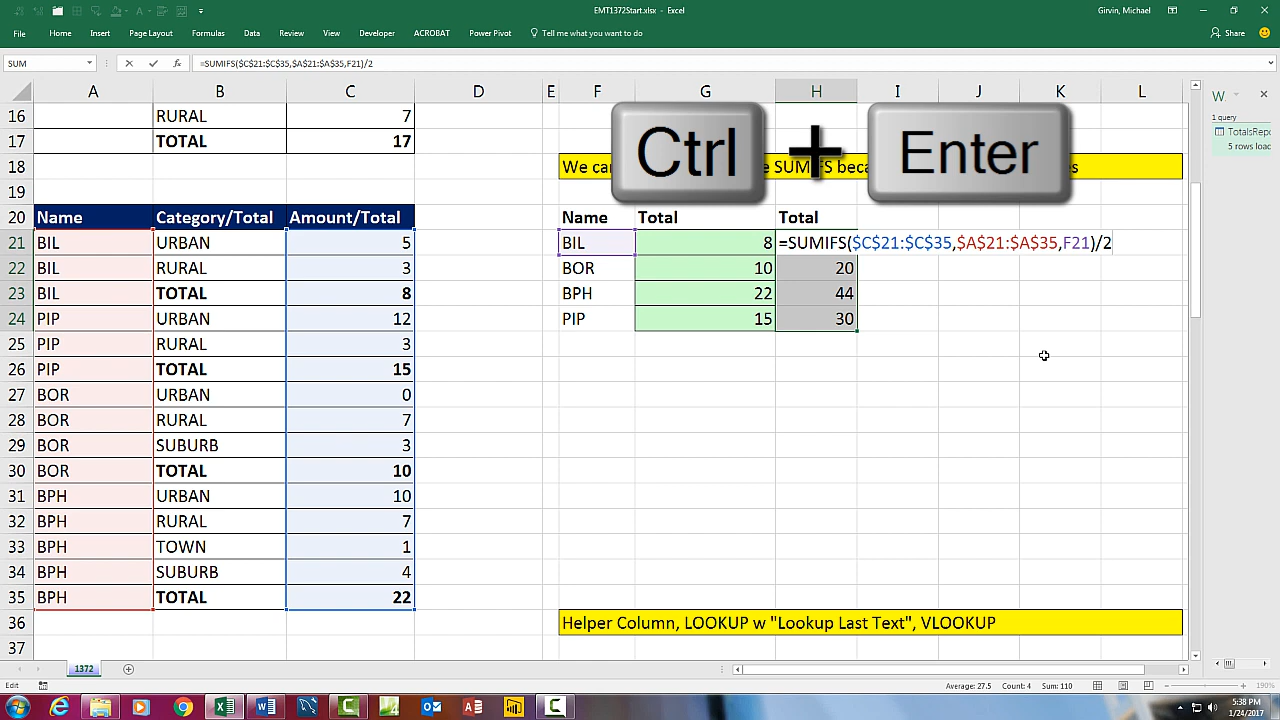 EMT1372Start.xlsx - Excel
Girvin, Michael
File Home Insert Page Layout Formulas Data Review View Developer ACROBAT Power Pivot Tell me what you want to do Share
SUM =SUMIFS($C$21:$C$35,$A$21:$A$35,F21)/2
A B C D E F G H I J K L
16 RURAL 7
17 TOTAL 17
18 We can SUMIFS
19
20 Name Category/Total Amount/Total Name Total Total
21 BIL URBAN 5 BIL 8 =SUMIFS($C$21:$C$35,$A$21:$A$35,F21)/2
22 BIL RURAL 3 BOR 10 20
23 BIL TOTAL 8 BPH 22 44
24 PIP URBAN 12 PIP 15 30
25 PIP RURAL 3
26 PIP TOTAL 15
27 BOR URBAN 0
28 BOR RURAL 7
29 BOR SUBURB 3
30 BOR TOTAL 10
31 BPH URBAN 10
32 BPH RURAL 7
33 BPH TOWN 1
34 BPH SUBURB 4
35 BPH TOTAL 22
36 Helper Column, LOOKUP w "Lookup Last Text", VLOOKUP
37
Ctrl + Enter
W.
1 query
TotalsRepo
5 rows load
1372
Edit Average: 27.5 Count: 4 Sum: 110 190%
5:38 PM
1/24/2017